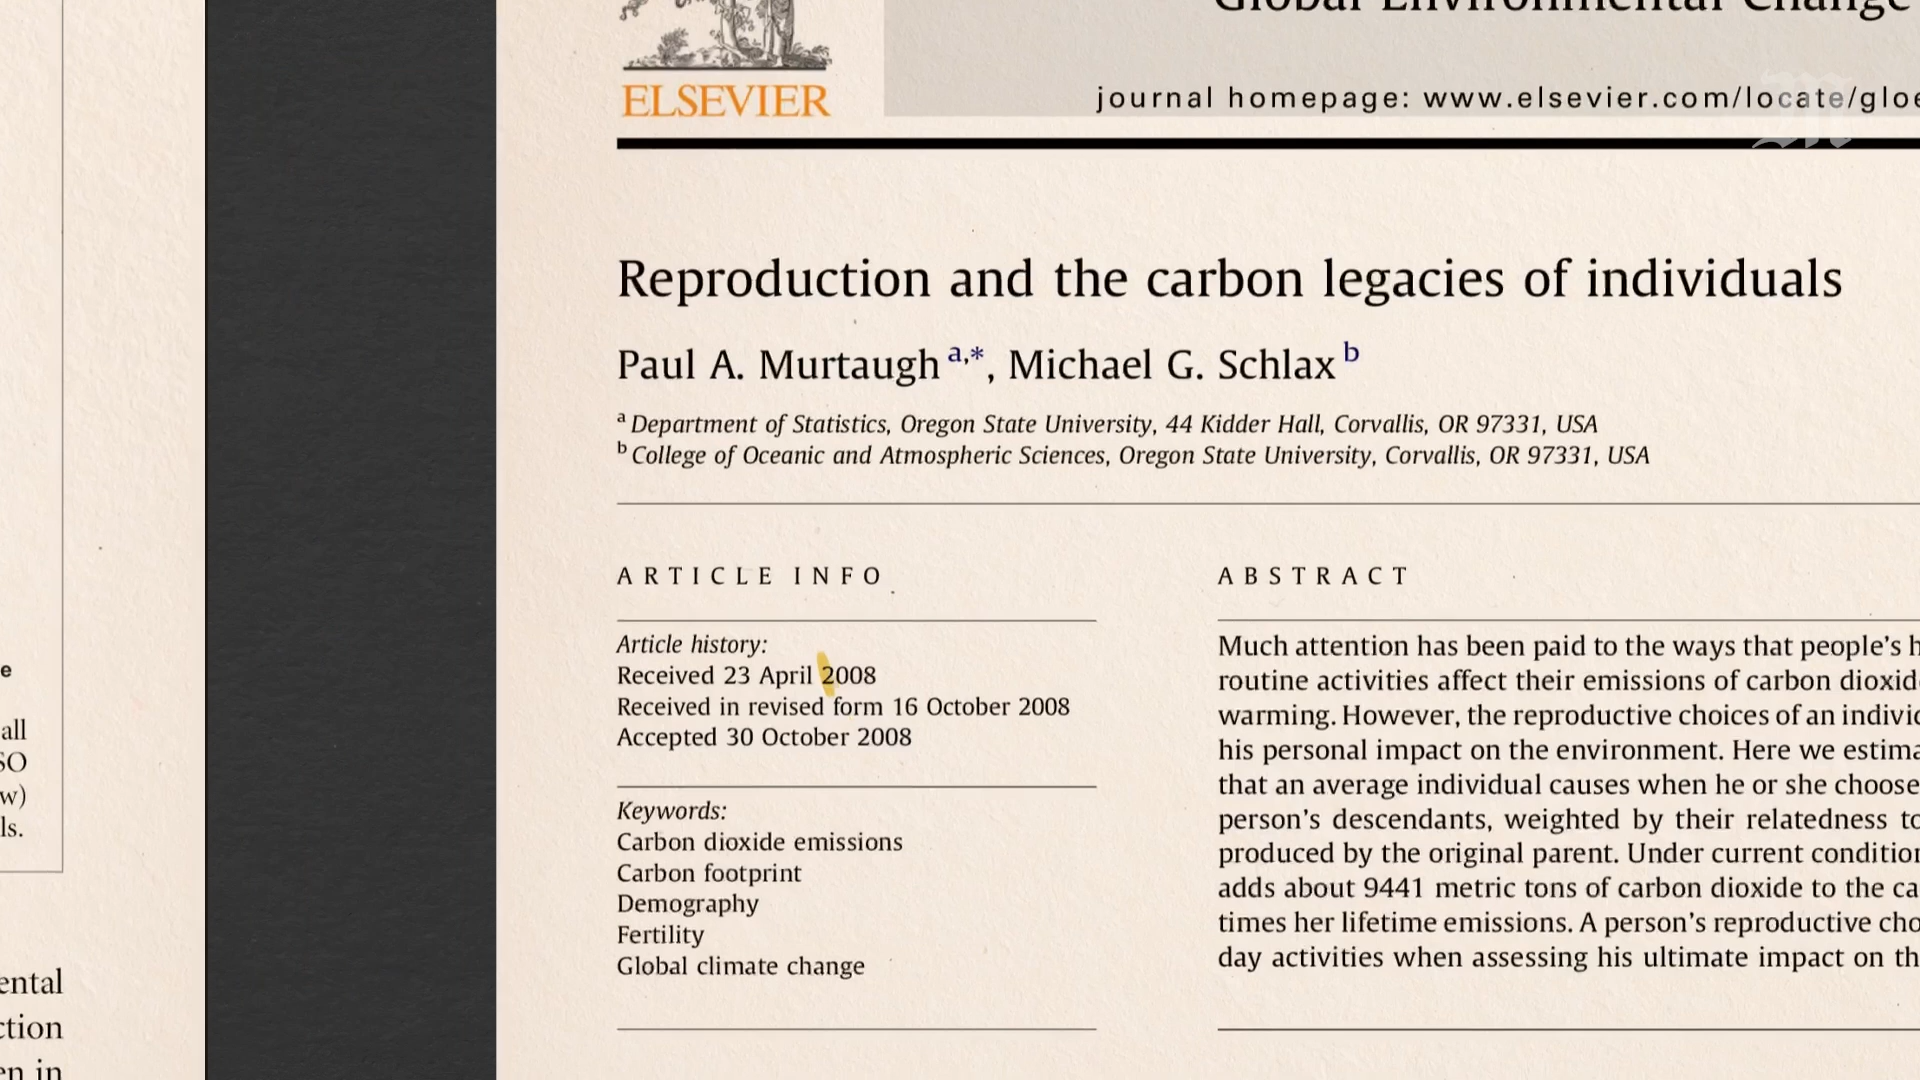 e
all
SO
w)
ls.
ental
ction
en in
Global Environmental Change
ELSEVIER
journal homepage: www.elsevier.com/locate/gloe
Reproduction and the carbon legacies of individuals
Paul A. Murtaugh a,*, Michael G. Schlax b
a Department of Statistics, Oregon State University, 44 Kidder Hall, Corvallis, OR 97331, USA
b College of Oceanic and Atmospheric Sciences, Oregon State University, Corvallis, OR 97331, USA
ARTICLE INFO
Article history:
Received 23 April 2008
Received in revised form 16 October 2008
Accepted 30 October 2008
Keywords:
Carbon dioxide emissions
Carbon footprint
Demography
Fertility
Global climate change
ABSTRACT
Much attention has been paid to the ways that people's h
routine activities affect their emissions of carbon dioxide
warming. However, the reproductive choices of an individ
his personal impact on the environment. Here we estima
that an average individual causes when he or she choose
person's descendants, weighted by their relatedness to
produced by the original parent. Under current condition
adds about 9441 metric tons of carbon dioxide to the ca
times her lifetime emissions. A person's reproductive cho
day activities when assessing his ultimate impact on th